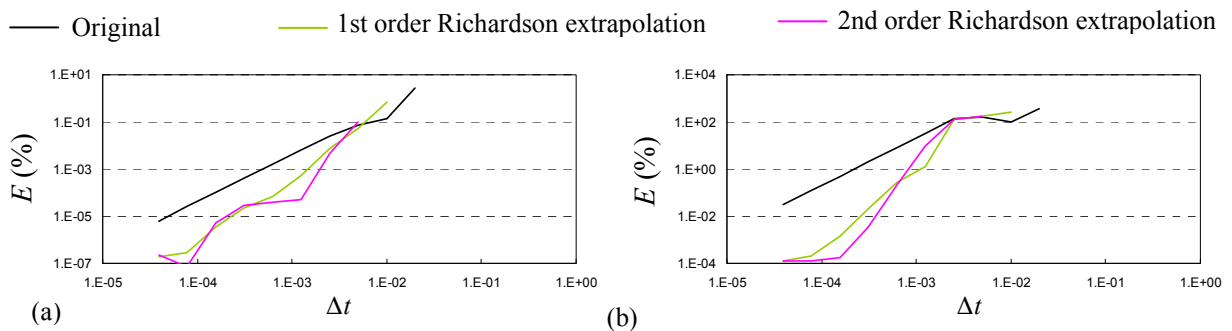 Original
1st order Richardson extrapolation
2nd order Richardson extrapolation
1.E+01
1.E-01
1.E-03
1.E-05
1.E-07
E (%)
1.E-05
1.E-04
1.E-03
1.E-02
1.E-01
1.E+00
(a)
Δt
1.E+04
1.E+02
1.E+00
1.E-02
1.E-04
E (%)
1.E-05
1.E-04
1.E-03
1.E-02
1.E-01
1.E+00
(b)
Δt